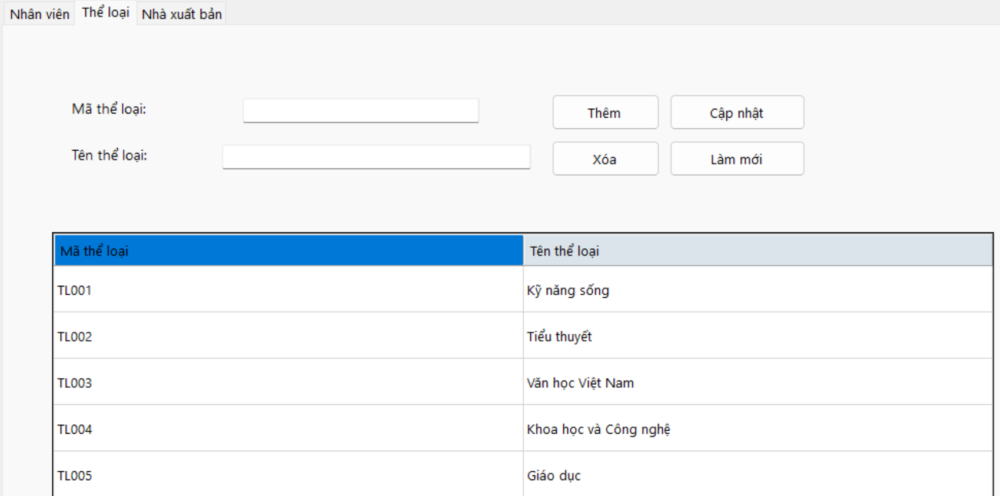 Nhân viên Thể loại Nhà xuất bản
Mã thể loại:
Thêm Cập nhật
Tên thể loại:
Xóa Làm mới
Mã thể loại Tên thể loại
TL001 Kỹ năng sống
TL002 Tiểu thuyết
TL003 Văn học Việt Nam
TL004 Khoa học và Công nghệ
TL005 Giáo dục